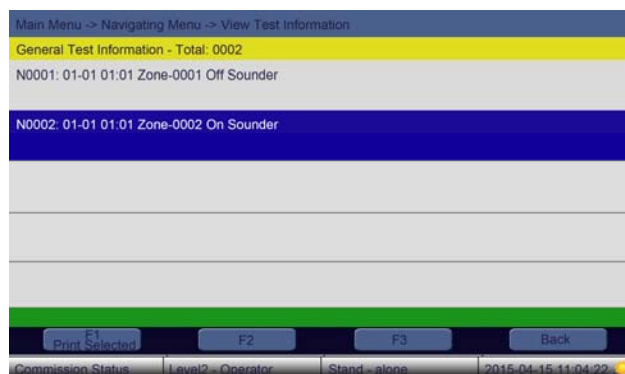 Main Menu -> Navigating Menu -> View Test Information
General Test Information - Total: 0002
N0001: 01-01 01:01 Zone-0001 Off Sounder
N0002: 01-01 01:01 Zone-0002 On Sounder
F1
Print Selected
F2
F3
Back
Commission Status
Level2 - Operator
Stand - alone
2015-04-15 11:04:22